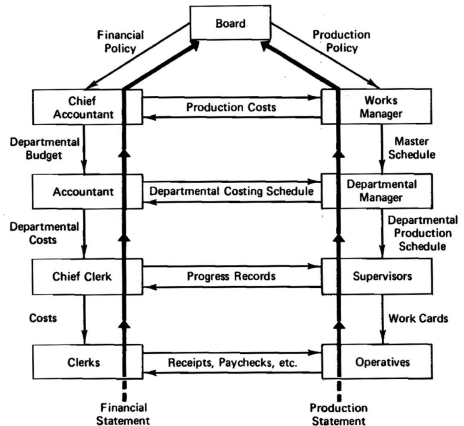 Board
Financial
Policy
Production
Policy
Chief
Accountant
Production Costs
Works
Manager
Departmental
Budget
Master
Schedule
Accountant
Departmental Costing Schedule
Departmental
Manager
Departmental
Costs
Departmental
Production
Schedule
Chief Clerk
Progress Records
Supervisors
Costs
Work Cards
Clerks
Receipts, Paychecks, etc.
Operatives
Financial
Statement
Production
Statement